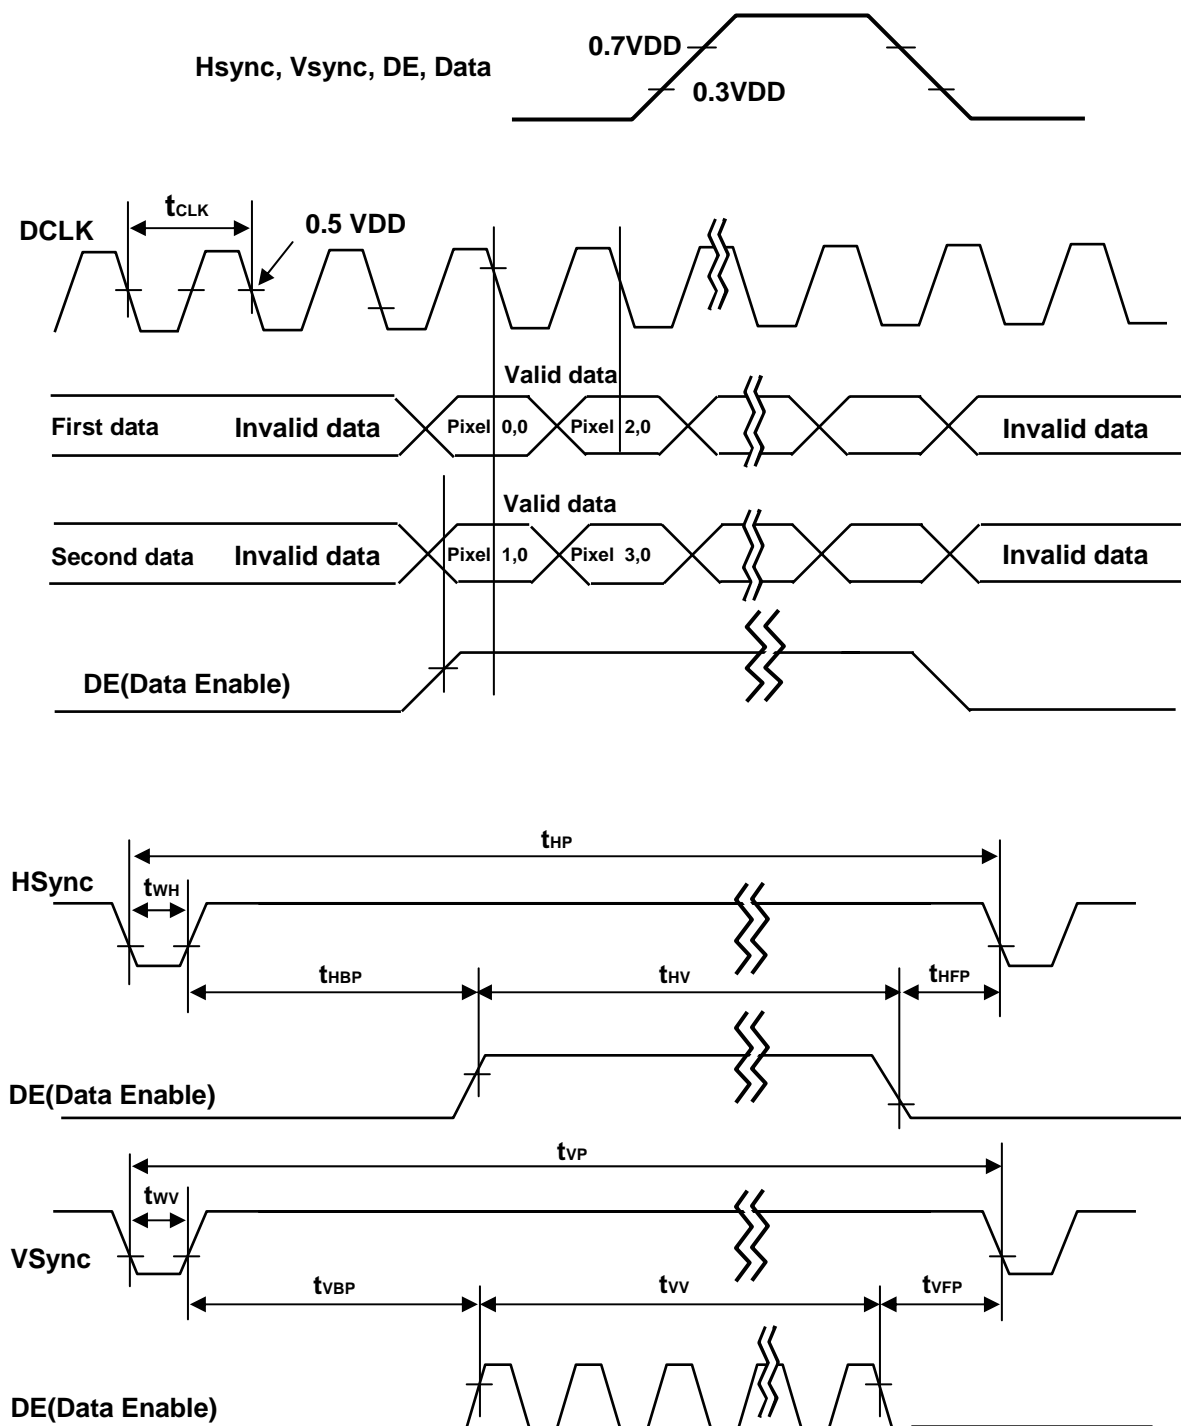 0.7VDD
Hsync, Vsync, DE, Data
0.3VDD
tCLK
0.5 VDD
DCLK
Valid data
First data Invalid data Pixel 0,0 Pixel 2,0 Invalid data
Valid data
Second data Invalid data Pixel 1,0 Pixel 3,0 Invalid data
DE(Data Enable)
tHP
HSync
tWH
tHBP tHV tHFP
DE(Data Enable)
tVP
tWV
VSync
tVBP tVV tVFP
DE(Data Enable)